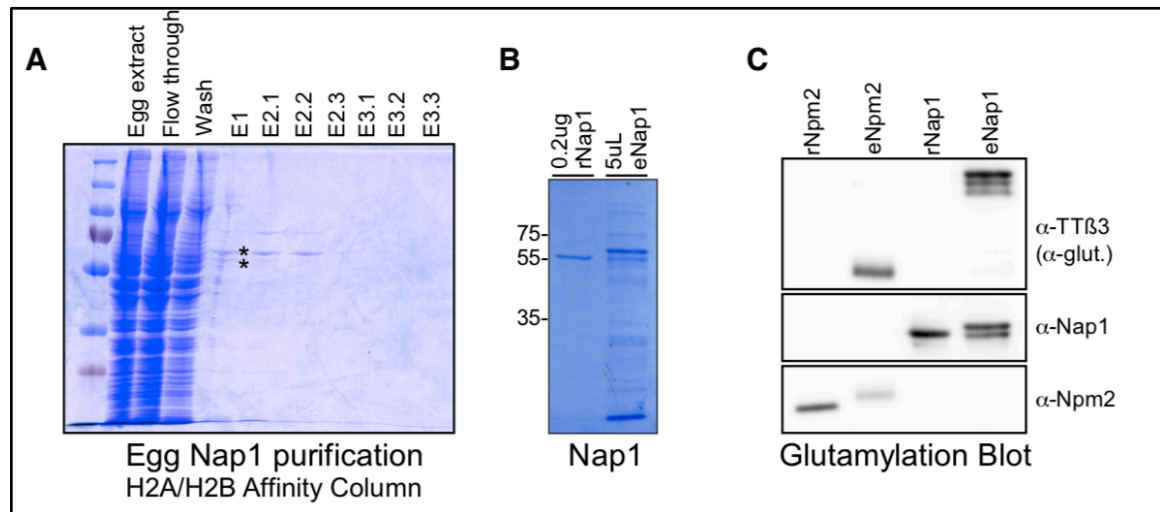 A
Egg extract
Flow through
Wash
E1
E2.1
E2.2
E2.3
E3.1
E3.2
E3.3
*
*
Egg Nap1 purification
H2A/H2B Affinity Column
B
0.2ug
rNap1
5uL
eNap1
75-
55-
35-
Nap1
C
rNpm2
eNpm2
rNap1
eNap1
α-TTß3
(α-glut.)
α-Nap1
α-Npm2
Glutamylation Blot